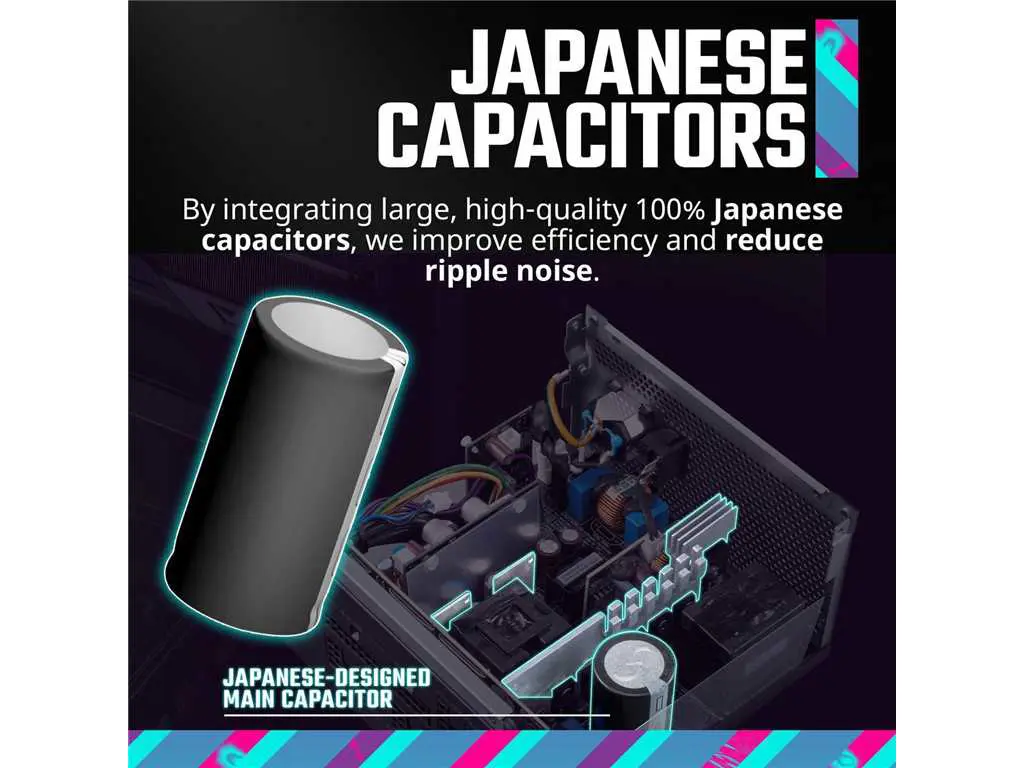 JAPANESE
CAPACITORS
By integrating large, high-quality 100% Japanese
capacitors, we improve efficiency and reduce
ripple noise.
JAPANESE-DESIGNED
MAIN CAPACITOR